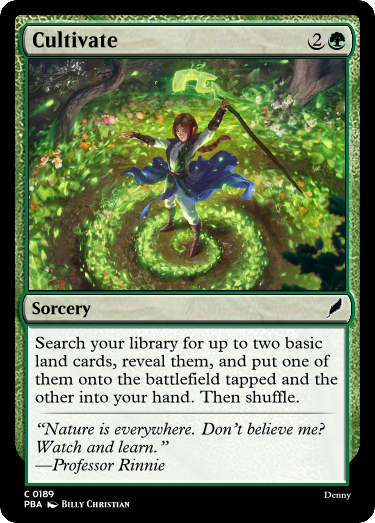 Cultivate 2
Sorcery
Search your library for up to two basic
land cards, reveal them, and put one
of them onto the battlefield tapped and the
other into your hand. Then shuffle.
“Nature is everywhere. Don’t believe me?
Watch and learn.”
—Professor Rinnie
C 0189
PBA Billy Christian
Denny